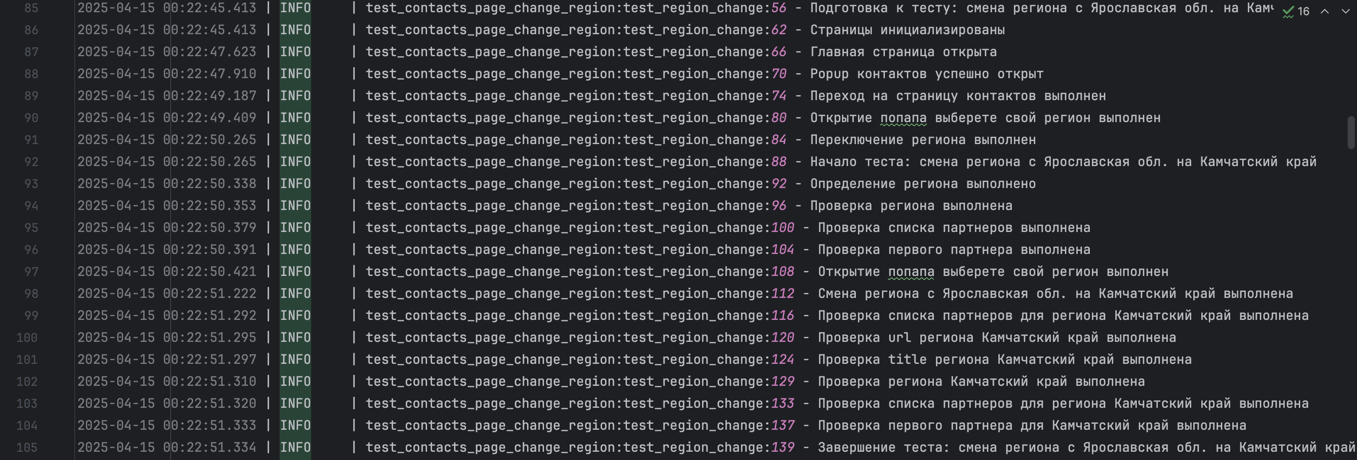 85 2025-04-15 00:22:45.413 | INFO | test_contacts_page_change_region:test_region_change:56 - Подготовка к тесту: смена региона с Ярославская обл. на Камч 16
86 2025-04-15 00:22:45.413 | INFO | test_contacts_page_change_region:test_region_change:62 - Страницы инициализированы
87 2025-04-15 00:22:47.623 | INFO | test_contacts_page_change_region:test_region_change:66 - Главная страница открыта
88 2025-04-15 00:22:47.910 | INFO | test_contacts_page_change_region:test_region_change:70 - Popup контактов успешно открыт
89 2025-04-15 00:22:49.187 | INFO | test_contacts_page_change_region:test_region_change:74 - Переход на страницу контактов выполнен
90 2025-04-15 00:22:49.409 | INFO | test_contacts_page_change_region:test_region_change:80 - Открытие попапа выберете свой регион выполнен
91 2025-04-15 00:22:50.265 | INFO | test_contacts_page_change_region:test_region_change:84 - Переключение региона выполнен
92 2025-04-15 00:22:50.265 | INFO | test_contacts_page_change_region:test_region_change:88 - Начало теста: смена региона с Ярославская обл. на Камчатский край
93 2025-04-15 00:22:50.338 | INFO | test_contacts_page_change_region:test_region_change:92 - Определение региона выполнено
94 2025-04-15 00:22:50.353 | INFO | test_contacts_page_change_region:test_region_change:96 - Проверка региона выполнена
95 2025-04-15 00:22:50.379 | INFO | test_contacts_page_change_region:test_region_change:100 - Проверка списка партнеров выполнена
96 2025-04-15 00:22:50.391 | INFO | test_contacts_page_change_region:test_region_change:104 - Проверка первого партнера выполнена
97 2025-04-15 00:22:50.421 | INFO | test_contacts_page_change_region:test_region_change:108 - Открытие попапа выберете свой регион выполнен
98 2025-04-15 00:22:51.222 | INFO | test_contacts_page_change_region:test_region_change:112 - Смена региона с Ярославская обл. на Камчатский край выполнена
99 2025-04-15 00:22:51.292 | INFO | test_contacts_page_change_region:test_region_change:116 - Проверка списка партнеров для региона Камчатский край выполнена
100 2025-04-15 00:22:51.295 | INFO | test_contacts_page_change_region:test_region_change:120 - Проверка url региона Камчатский край выполнена
101 2025-04-15 00:22:51.297 | INFO | test_contacts_page_change_region:test_region_change:124 - Проверка title региона Камчатский край выполнена
102 2025-04-15 00:22:51.310 | INFO | test_contacts_page_change_region:test_region_change:129 - Проверка региона Камчатский край выполнена
103 2025-04-15 00:22:51.320 | INFO | test_contacts_page_change_region:test_region_change:133 - Проверка списка партнеров для региона Камчатский край выполнена
104 2025-04-15 00:22:51.333 | INFO | test_contacts_page_change_region:test_region_change:137 - Проверка первого партнера для Камчатский край выполнена
105 2025-04-15 00:22:51.334 | INFO | test_contacts_page_change_region:test_region_change:139 - Завершение теста: смена региона с Ярославская обл. на Камчатский край